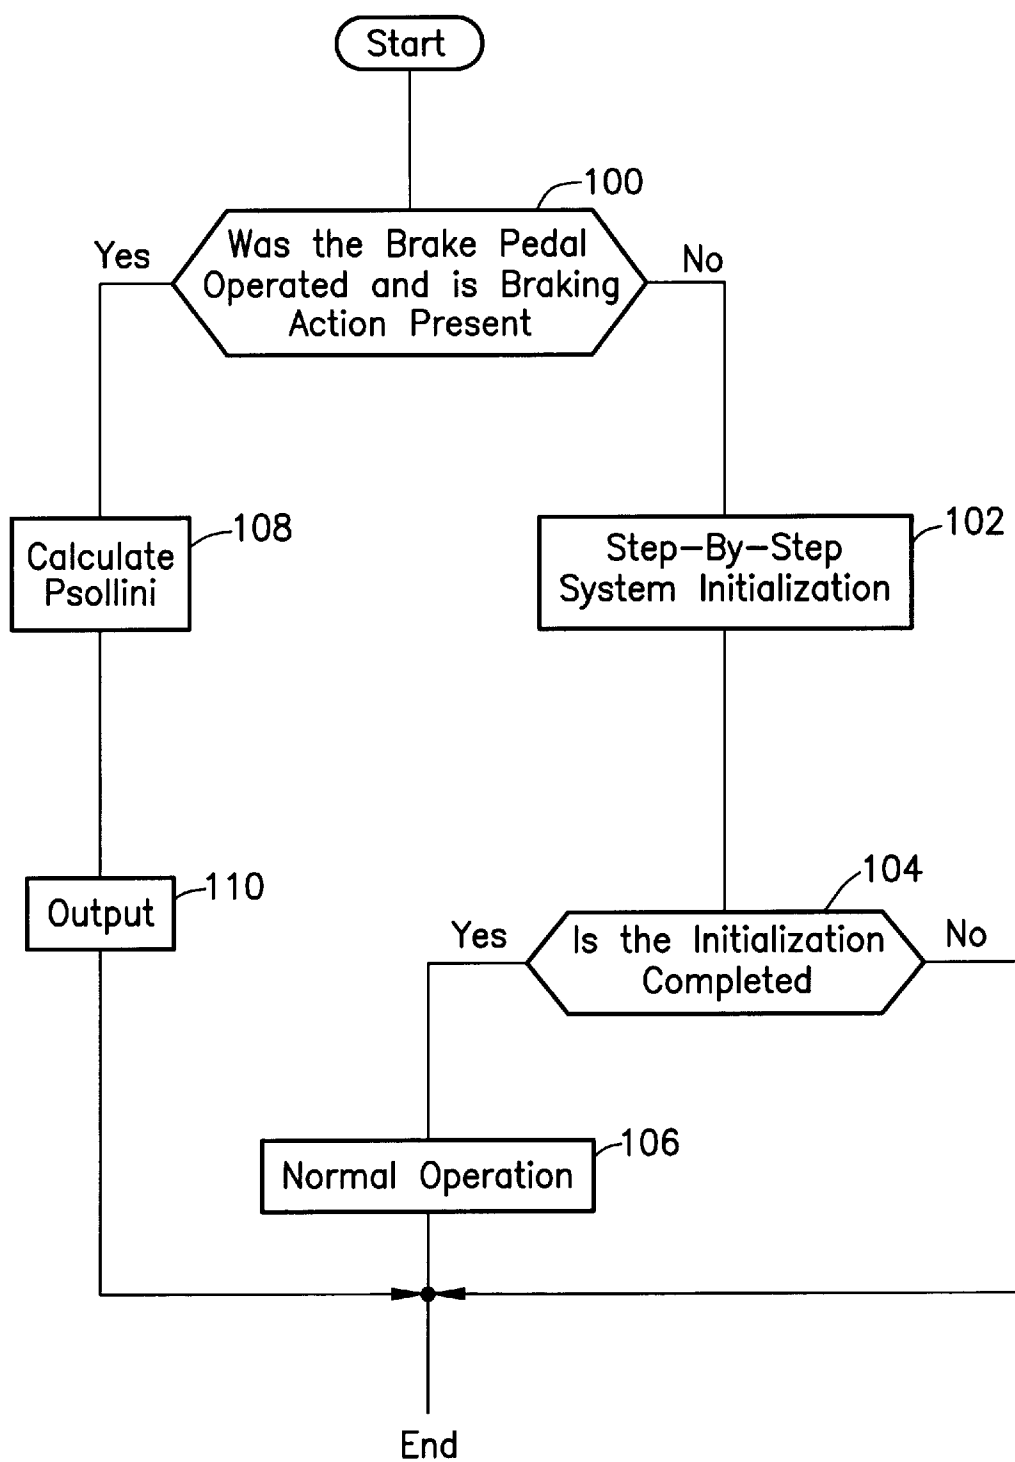 Start
100
Was the Brake Pedal
Operated and is Braking
Action Present
Yes
No
108
Calculate
Psollini
102
Step-By-Step
System Initialization
110
Output
104
Is the Initialization
Completed
Yes
No
106
Normal Operation
End